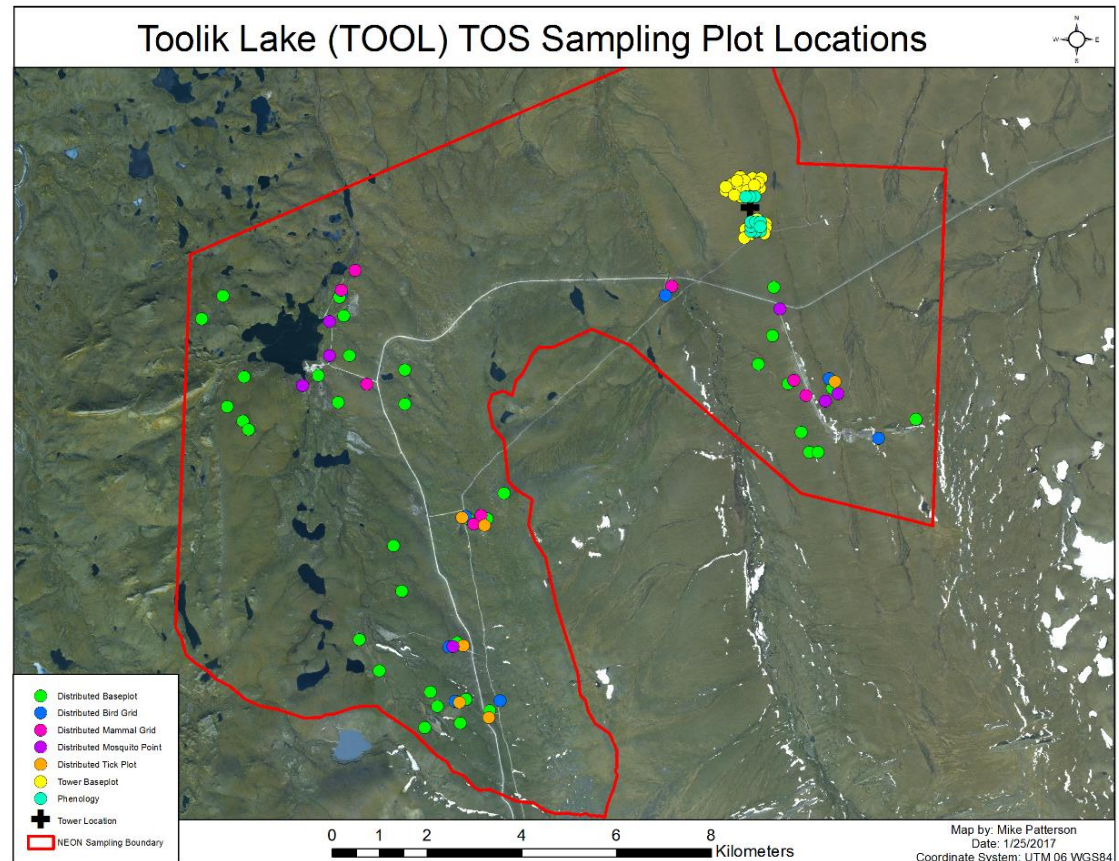 Toolik Lake (TOOL) TOS Sampling Plot Locations
N
W E
S
Distributed Baseplot
Distributed Bird Grid
Distributed Mammal Grid
Distributed Mosquito Point
Distributed Tick Plot
Tower Baseplot
Phenology
Tower Location
NEON Sampling Boundary
0 1 2 4 6 8
Kilometers
Map by: Mike Patterson
Date: 1/25/2017
Coordinate System: UTM 06 WGS84